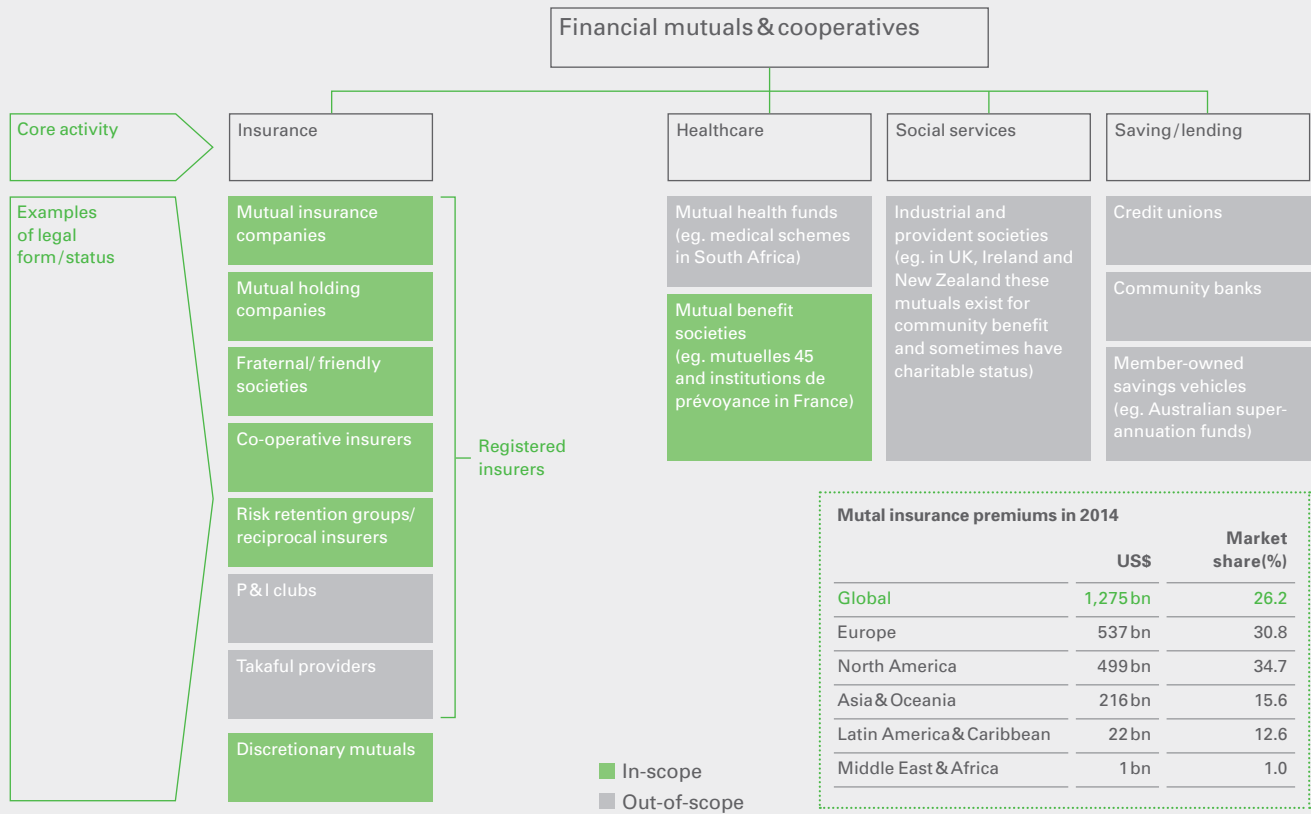 Financial mutuals & cooperatives
Core activity
Insurance
Healthcare
Social services
Saving/lending
Examples
of legal
form/status
Mutual insurance
companies
Mutual holding
companies
Fraternal/ friendly
societies
Co-operative insurers
Risk retention groups/
reciprocal insurers
P & I clubs
Takaful providers
Discretionary mutuals
Registered
insurers
Mutual health funds
(eg. medical schemes
in South Africa)
Mutual benefit
societies
(eg. mutuelles 45
and institutions de
prévoyance in France)
Industrial and
provident societies
(eg. in UK, Ireland and
New Zealand these
mutuals exist for
community benefit
and sometimes have
charitable status)
Credit unions
Community banks
Member-owned
savings vehicles
(eg. Australian super-
annuation funds)
In-scope
Out-of-scope
Mutal insurance premiums in 2014
US$ Market
share(%)
Global 1,275 bn 26.2
Europe 537 bn 30.8
North America 499 bn 34.7
Asia & Oceania 216 bn 15.6
Latin America & Caribbean 22 bn 12.6
Middle East & Africa 1 bn 1.0